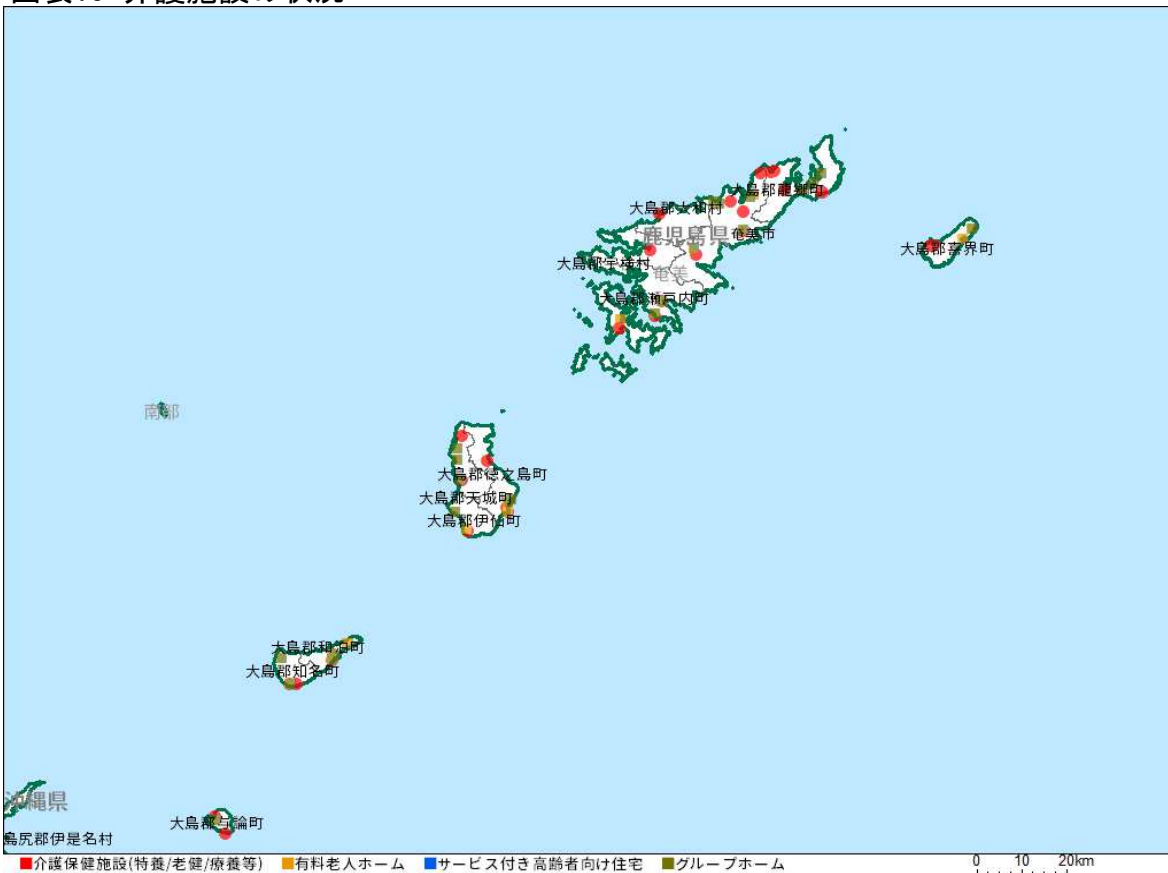 大島郡龍郷町
大島郡大和村
鹿児島県
奄美市
大島郡喜界町
大島郡宇検村
奄美
大島郡瀬戸内町
南部
大島郡徳之島町
大島郡天城町
大島郡伊仙町
大島郡和泊町
大島郡知名町
沖縄県
大島郡与論町
島尻郡伊是名村
■介護保健施設(特養/老健/療養等) ■有料老人ホーム ■サービス付き高齢者向け住宅 ■グループホーム
0 10 20km